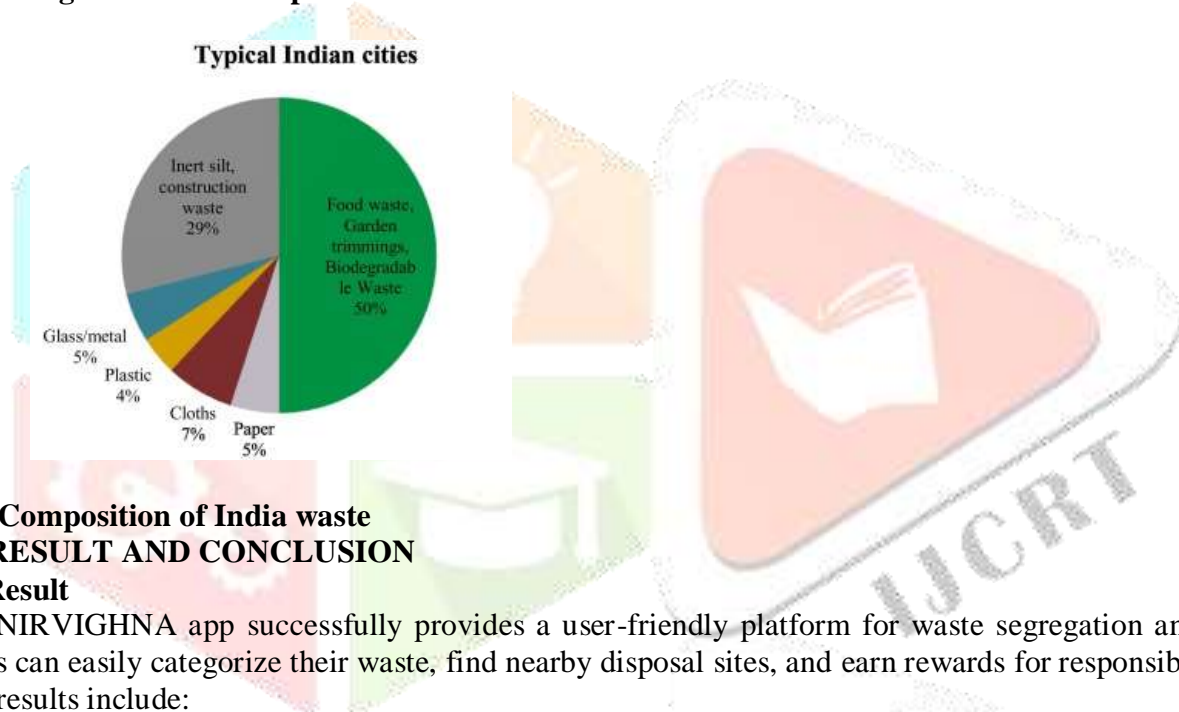 Typical Indian cities
Inert silt,
construction
waste
29%
Food waste,
Garden
trimmings,
Biodegradab
le Waste
50%
Glass/metal
5%
Plastic
4%
Cloths
7%
Paper
5%
Composition of India waste
RESULT AND CONCLUSION
Result
NIRVIGHNA app successfully provides a user-friendly platform for waste segregation an
s can easily categorize their waste, find nearby disposal sites, and earn rewards for responsib
results include:
IJCRT